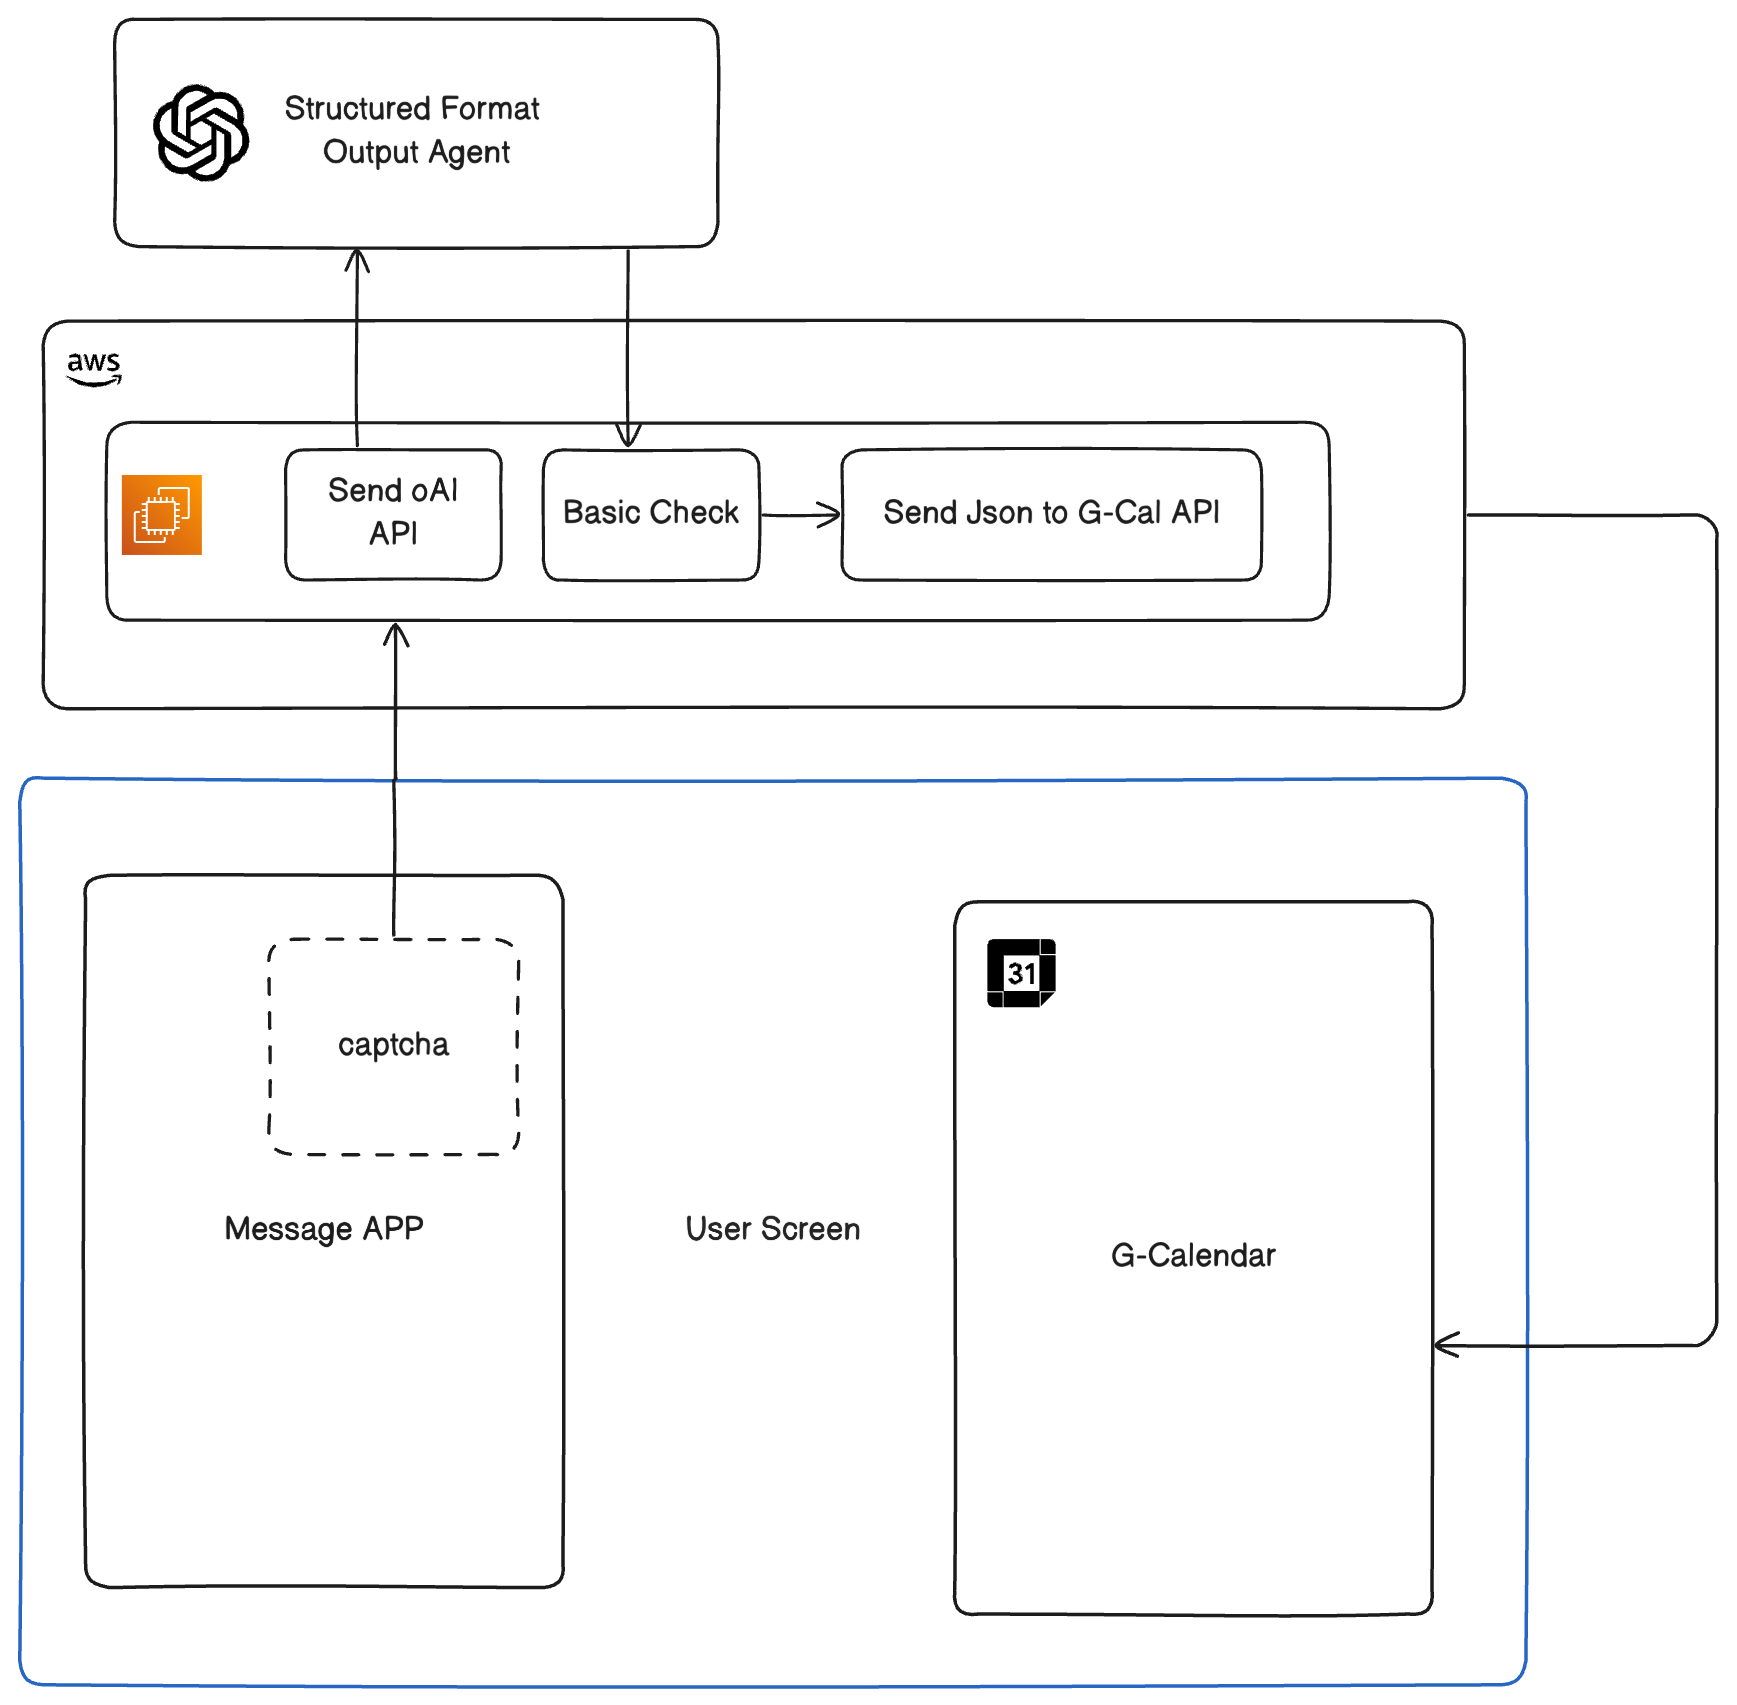 Structured Format
Output Agent
aws
Send oAI
API
Basic Check
Send Json to G-Cal API
captcha
31
Message APP
User Screen
G-Calendar